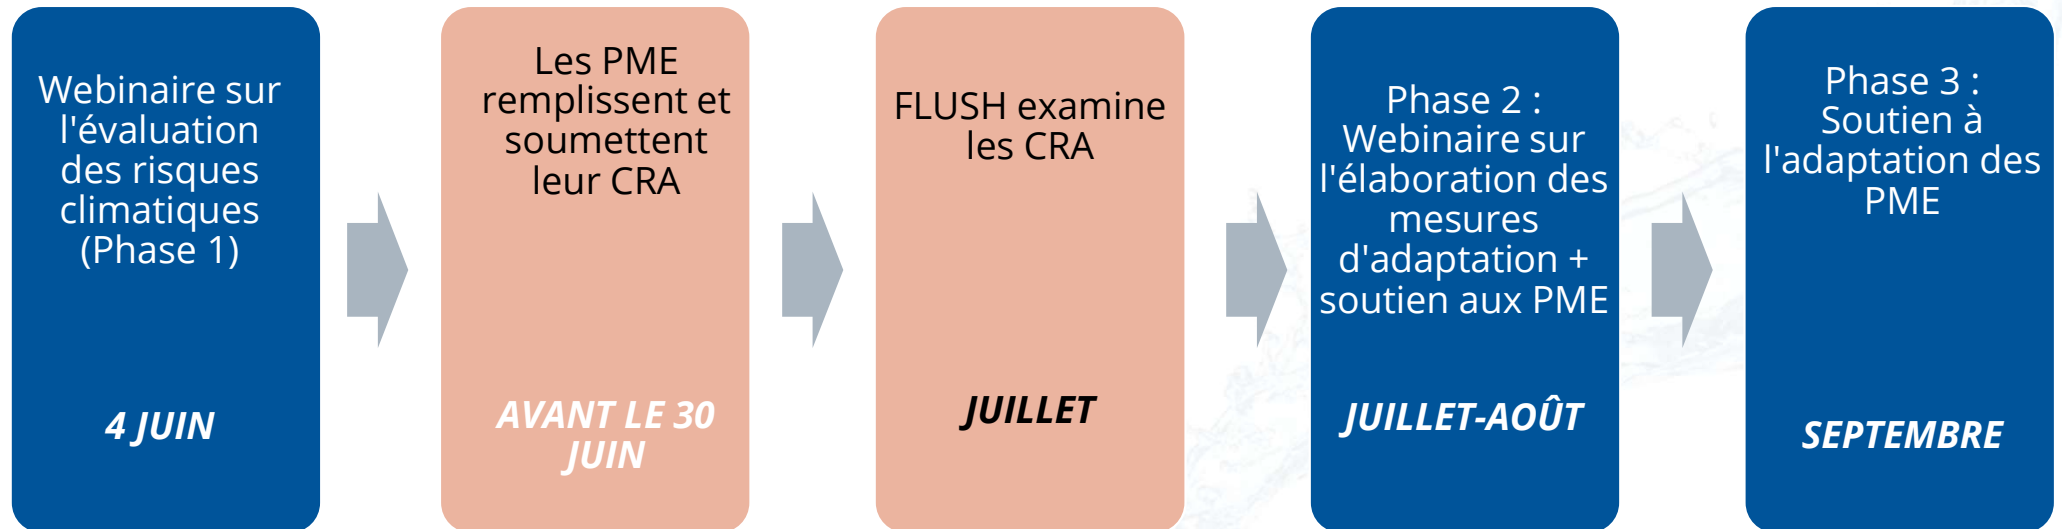 Webinaire sur
l'évaluation
des risques
climatiques
(Phase 1)
4 JUIN
Les PME
remplissent et
soumettent
leur CRA
AVANT LE 30
JUIN
FLUSH examine
les CRA
JUILLET
Phase 2 :
Webinaire sur
l'élaboration des
mesures
d'adaptation +
soutien aux PME
JUILLET-AOÛT
Phase 3 :
Soutien à
l'adaptation des
PME
SEPTEMBRE